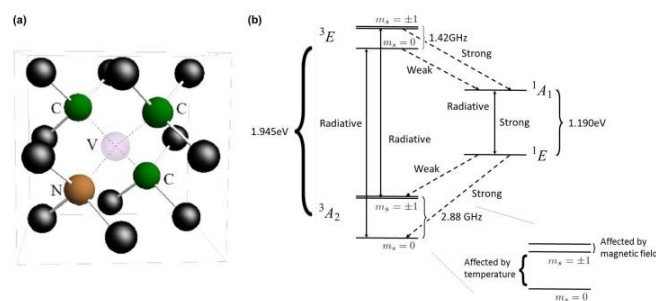 (a)
C
C
V
C
N
(b)
³E
m_s = ±1
m_s = 0
1.42GHz
Strong
Weak
¹A₁
Radiative
Strong
1.190eV
1.945eV
Radiative
Radiative
¹E
Weak
Strong
³A₂
m_s = ±1
2.88 GHz
m_s = 0
Affected by
magnetic field
Affected by
temperature
m_s = ±1
m_s = 0